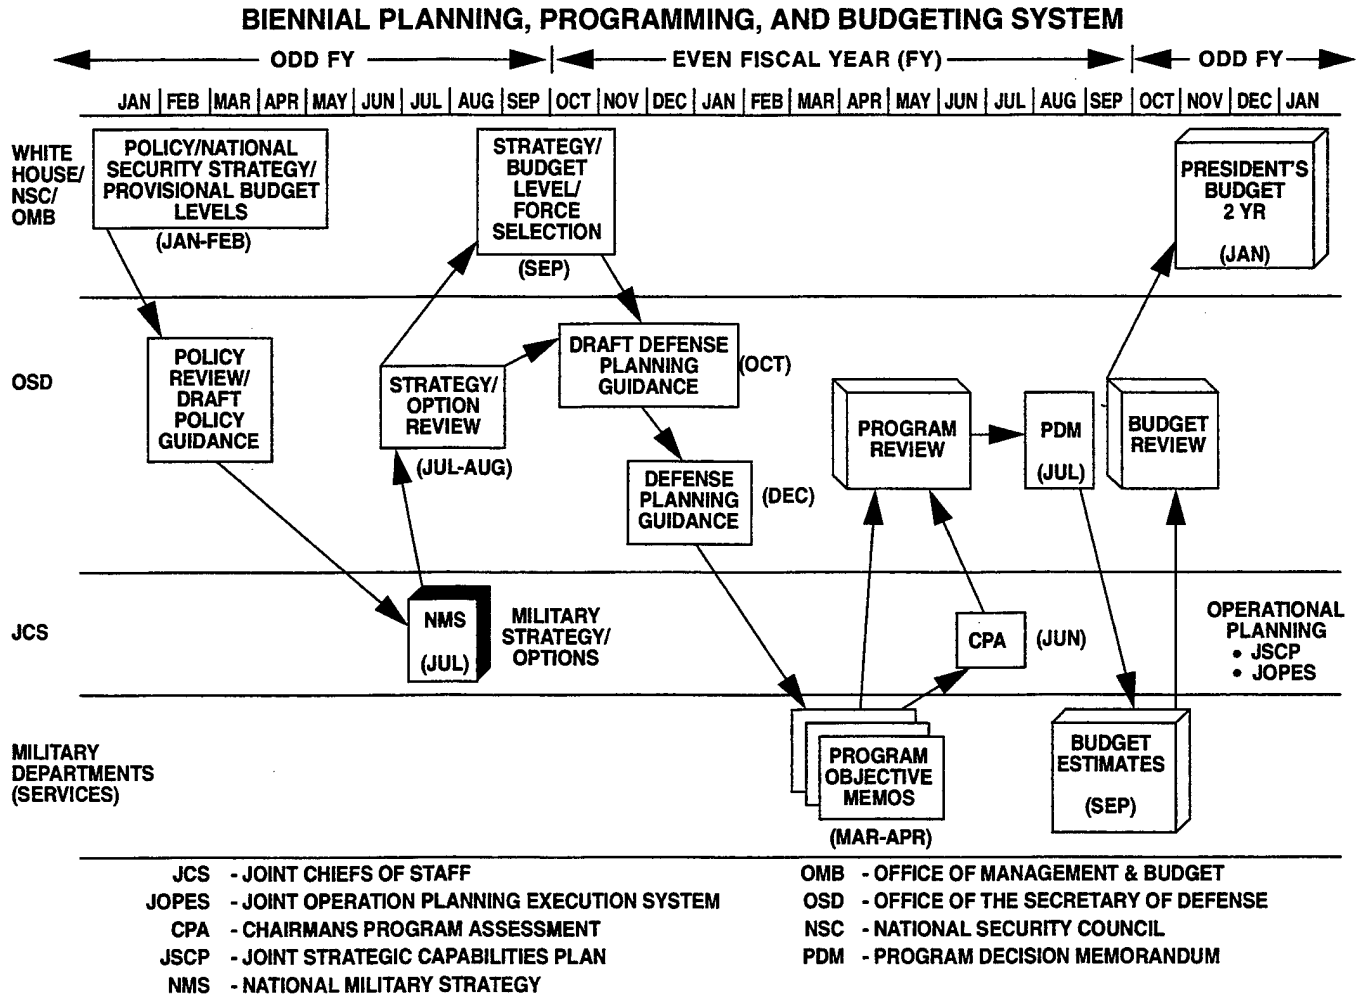 BIENNIAL PLANNING, PROGRAMMING, AND BUDGETING SYSTEM
ODD FY
EVEN FISCAL YEAR (FY)
ODD FY
JAN FEB MAR APR MAY JUN JUL AUG SEP OCT NOV DEC JAN FEB MAR APR MAY JUN JUL AUG SEP OCT NOV DEC JAN
WHITE
HOUSE/
NSC/
OMB
POLICY/NATIONAL
SECURITY STRATEGY/
PROVISIONAL BUDGET
LEVELS
(JAN-FEB)
STRATEGY/
BUDGET
LEVEL/
FORCE
SELECTION
(SEP)
PRESIDENT'S
BUDGET
2 YR
(JAN)
OSD
POLICY
REVIEW/
DRAFT
POLICY
GUIDANCE
STRATEGY/
OPTION
REVIEW
(JUL-AUG)
DRAFT DEFENSE
PLANNING
GUIDANCE
(OCT)
DEFENSE
PLANNING
GUIDANCE
(DEC)
PROGRAM
REVIEW
PDM
(JUL)
BUDGET
REVIEW
JCS
NMS
(JUL)
MILITARY
STRATEGY/
OPTIONS
CPA
(JUN)
OPERATIONAL
PLANNING
• JSCP
• JOPES
MILITARY
DEPARTMENTS
(SERVICES)
PROGRAM
OBJECTIVE
MEMOS
(MAR-APR)
BUDGET
ESTIMATES
(SEP)
JCS - JOINT CHIEFS OF STAFF
JOPES - JOINT OPERATION PLANNING EXECUTION SYSTEM
CPA - CHAIRMANS PROGRAM ASSESSMENT
JSCP - JOINT STRATEGIC CAPABILITIES PLAN
NMS - NATIONAL MILITARY STRATEGY
OMB - OFFICE OF MANAGEMENT & BUDGET
OSD - OFFICE OF THE SECRETARY OF DEFENSE
NSC - NATIONAL SECURITY COUNCIL
PDM - PROGRAM DECISION MEMORANDUM